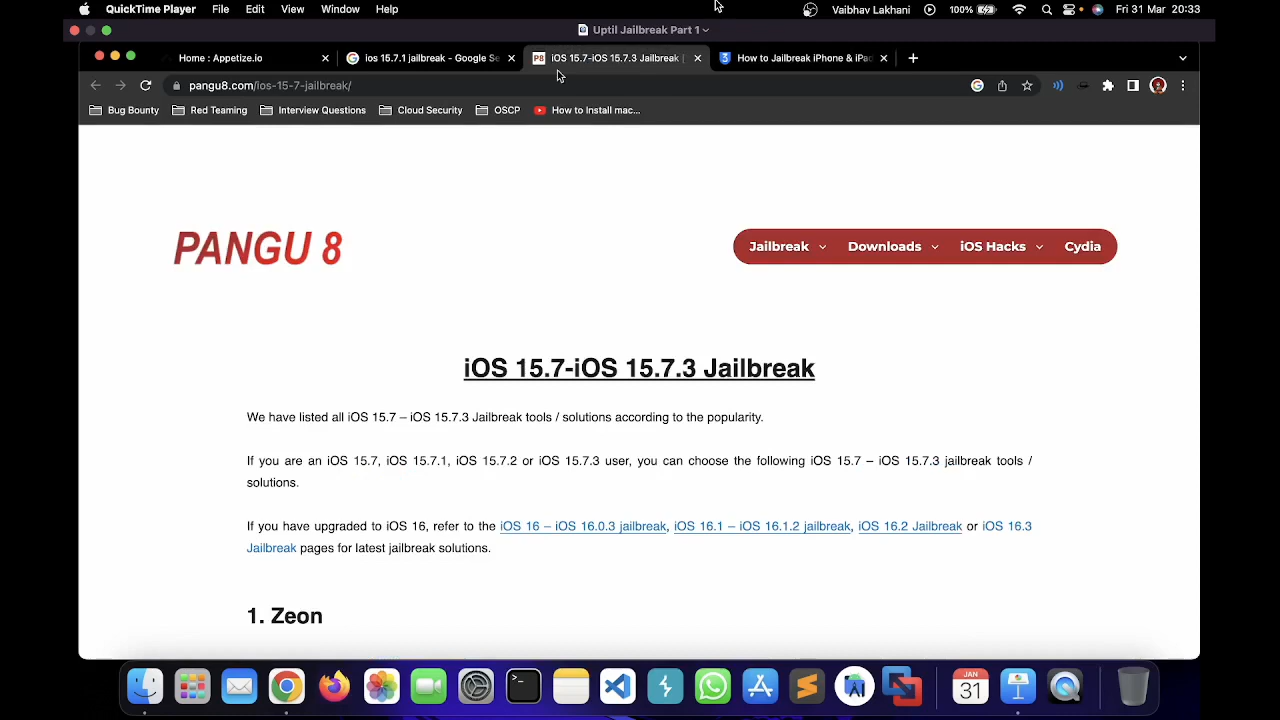 QuickTime Player File Edit View Window Help Vaibhav Lakhani 100% Fri 31 Mar 20:33
Uptil Jailbreak Part 1
Home : Appetize.io
ios 15.7.1 jailbreak - Google Se
P8 iOS 15.7-iOS 15.7.3 Jailbreak |
How to Jailbreak iPhone & iPad
pangu8.com/ios-15-7-jailbreak/
Bug Bounty Red Teaming Interview Questions Cloud Security OSCP How to Install mac...
PANGU 8
Jailbreak Downloads iOS Hacks Cydia
iOS 15.7-iOS 15.7.3 Jailbreak
We have listed all iOS 15.7 – iOS 15.7.3 Jailbreak tools / solutions according to the popularity.
If you are an iOS 15.7, iOS 15.7.1, iOS 15.7.2 or iOS 15.7.3 user, you can choose the following iOS 15.7 – iOS 15.7.3 jailbreak tools /
solutions.
If you have upgraded to iOS 16, refer to the iOS 16 – iOS 16.0.3 jailbreak, iOS 16.1 – iOS 16.1.2 jailbreak, iOS 16.2 Jailbreak or iOS 16.3
Jailbreak pages for latest jailbreak solutions.
1. Zeon
JAN
31